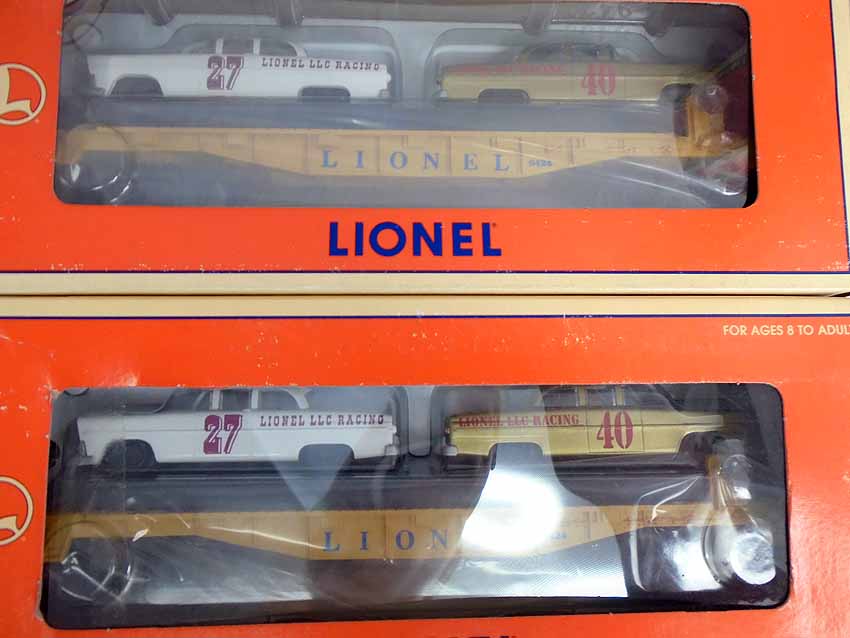 27 LIONEL LLC RACING
40
LIONEL 6424
LIONEL
FOR AGES 8 TO ADUL
27 LIONEL LLC RACING
LIONEL LLC RACING 40
LION